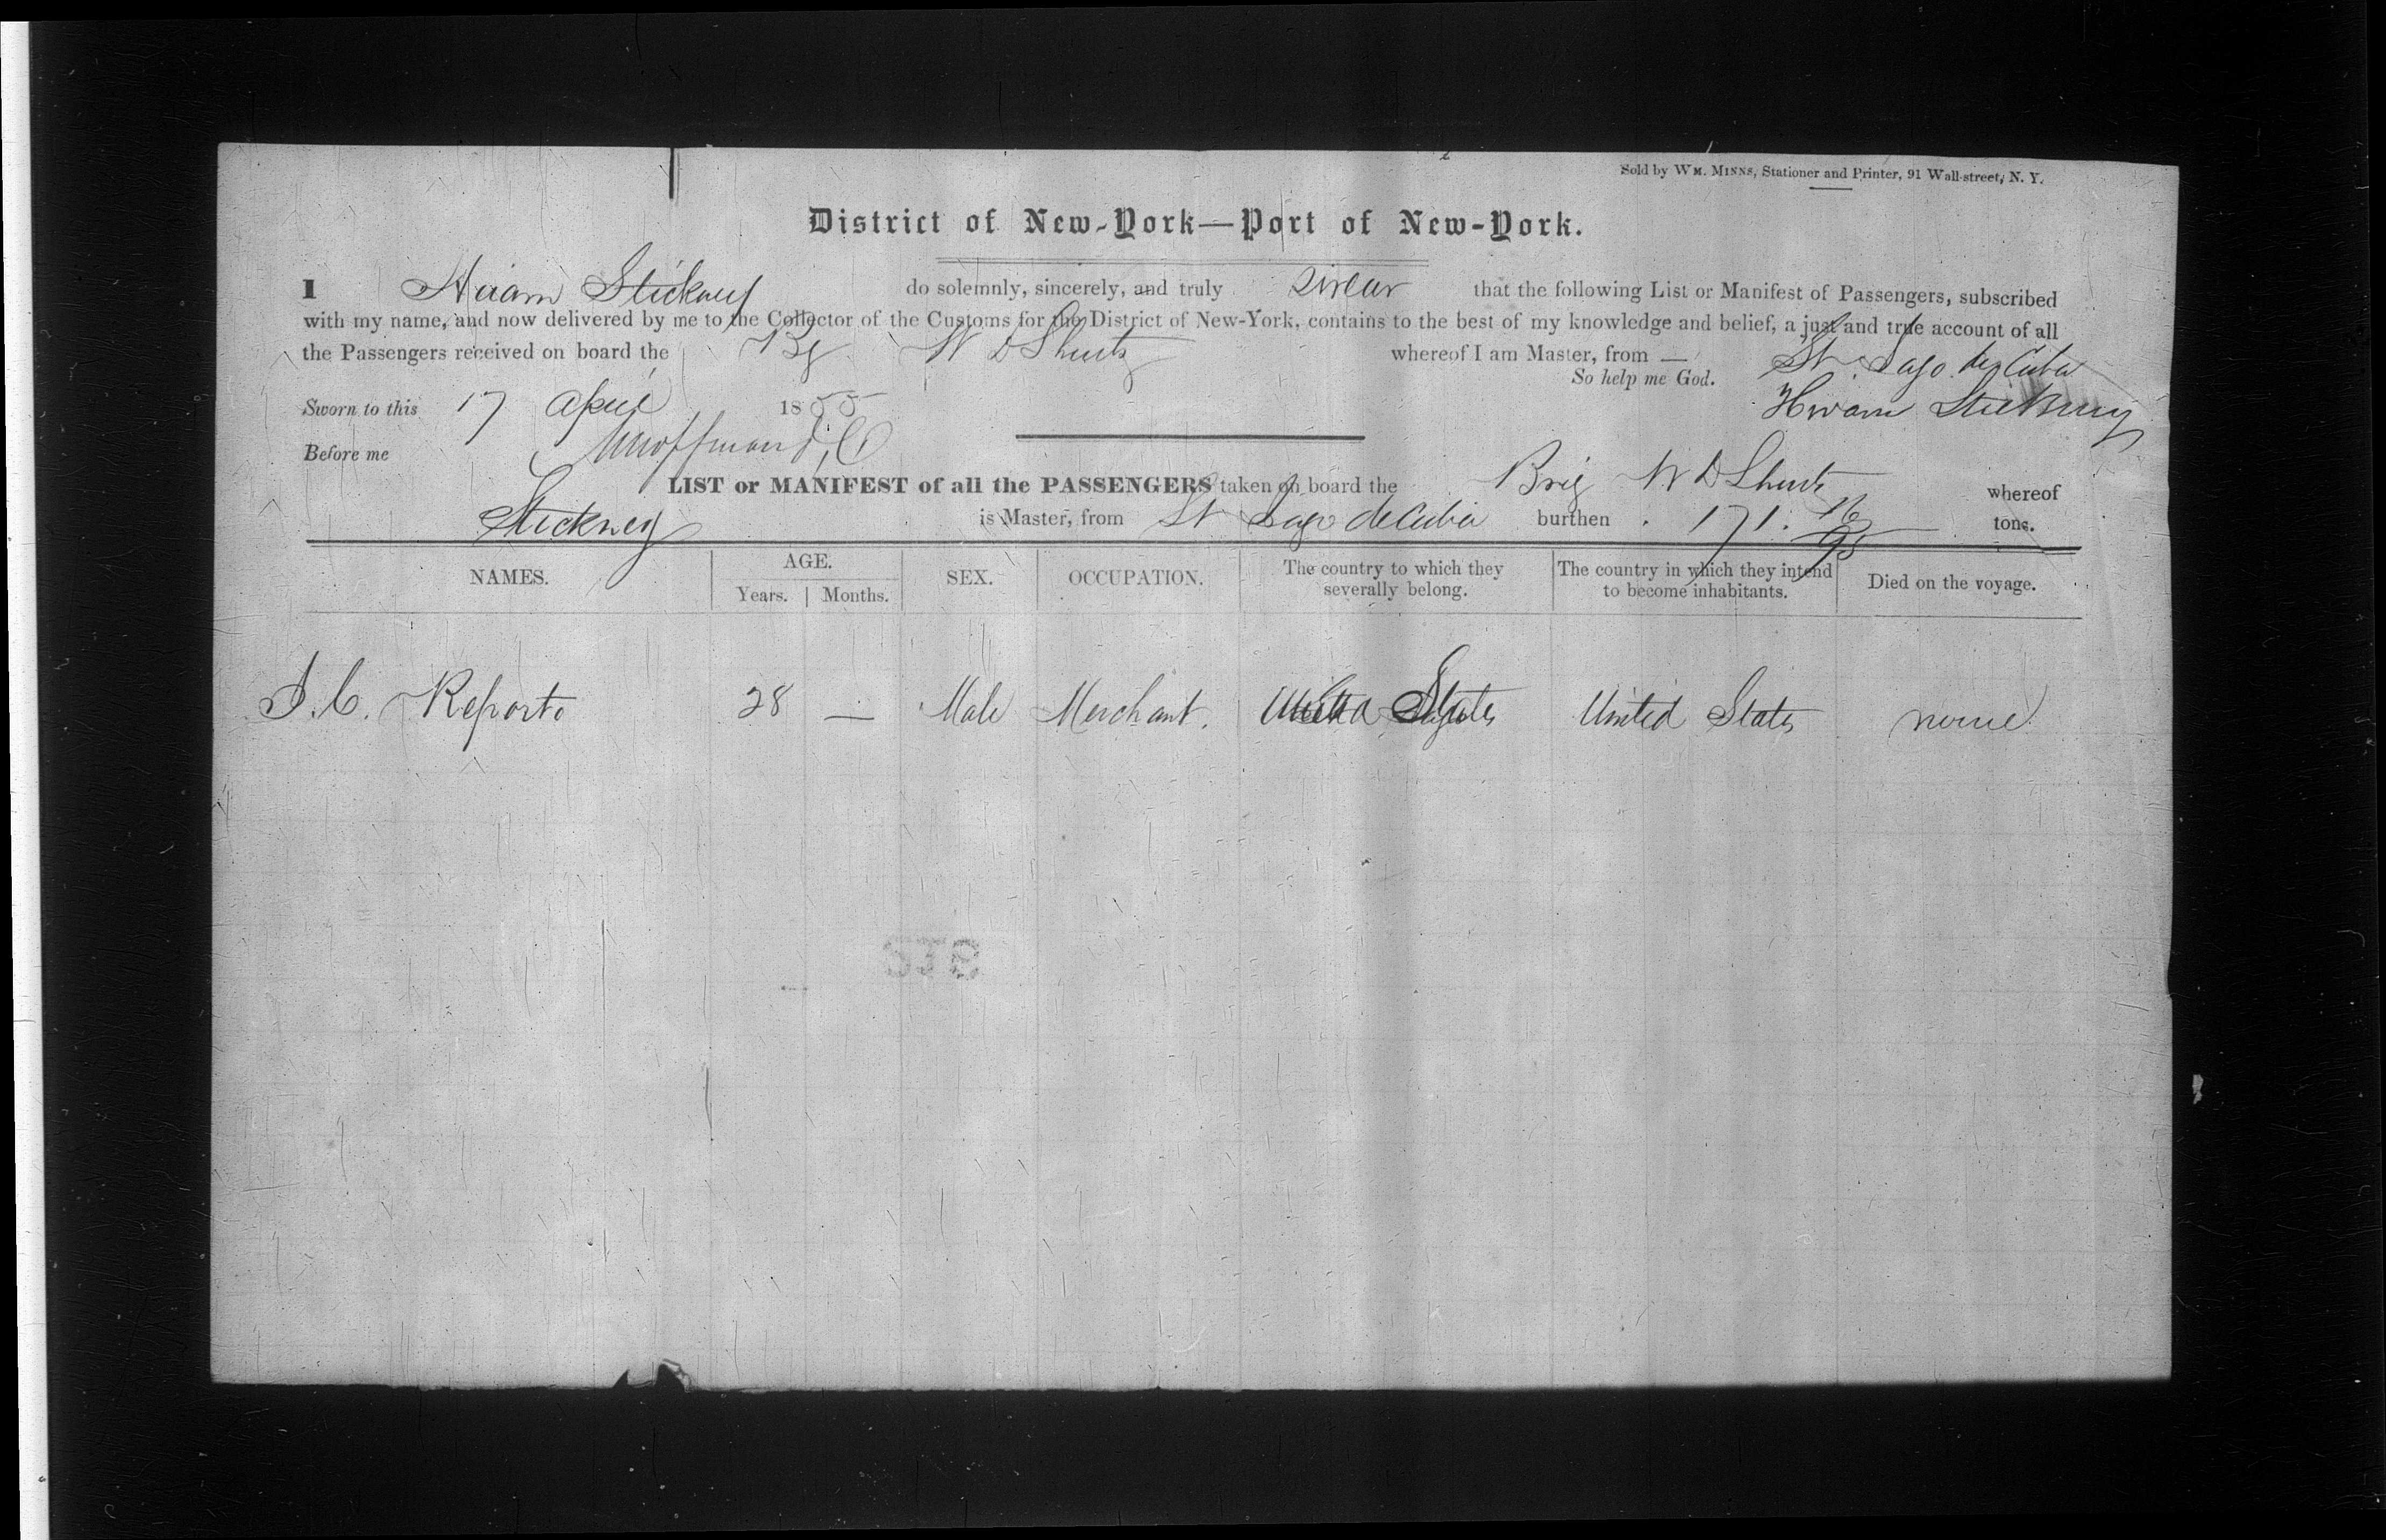 Sold by WM. MINNS, Stationer and Printer, 91 Wall-street, N. Y.
District of New-York—Port of New-York.
I Hiram Stickney do solemnly, sincerely, and truly swear that the following List or Manifest of Passengers, subscribed
with my name, and now delivered by me to the Collector of the Customs for the District of New-York, contains to the best of my knowledge and belief, a just and true account of all
the Passengers received on board the Bg W D Shurtz whereof I am Master, from — St. Iago de Cuba
So help me God.
Sworn to this 17 April 1855 Hiram Stickney
Before me
LIST or MANIFEST of all the PASSENGERS taken on board the Brig W D Shurtz whereof
Stickney is Master, from St Iago de Cuba burthen 171. 16/95 tons.
NAMES. AGE. SEX. OCCUPATION. The country to which they severally belong. The country in which they intend to become inhabitants. Died on the voyage.
Years. Months.
J. C. Reporto 28 — Male Merchant. United States United States none